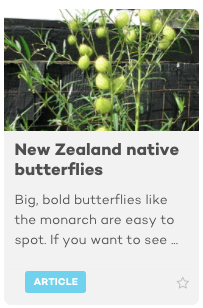 New Zealand native
butterflies
Big, bold butterflies like
the monarch are easy to
spot. If you want to see ...
ARTICLE